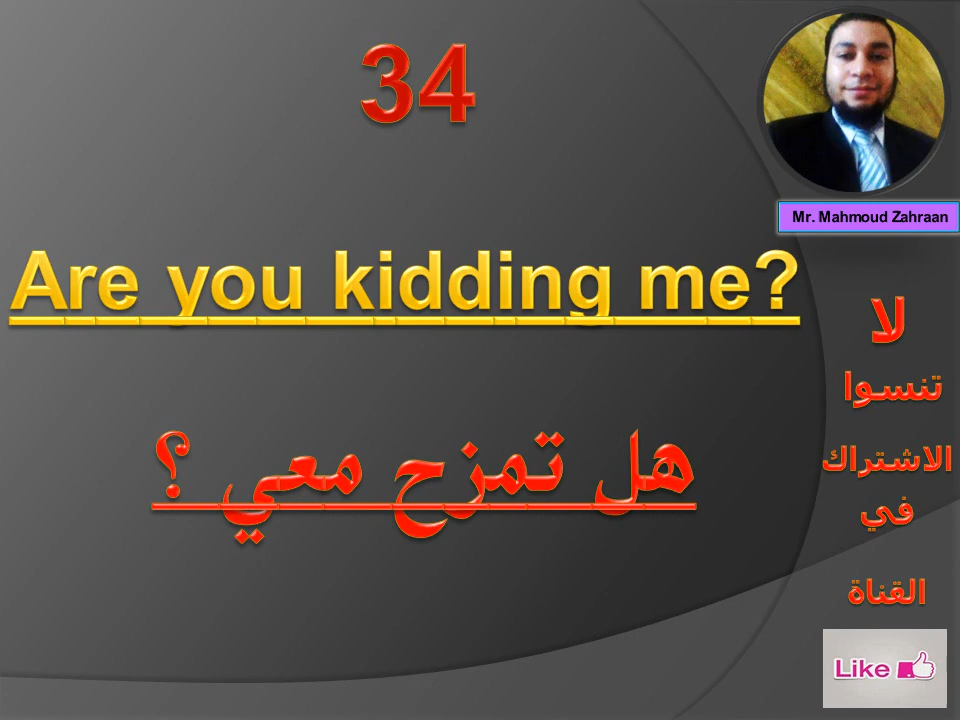 34
Mr. Mahmoud Zahraan
Are you kidding me?
هل تمزح معي ؟
لا
تنسوا
الاشتراك
في
القناة
Like